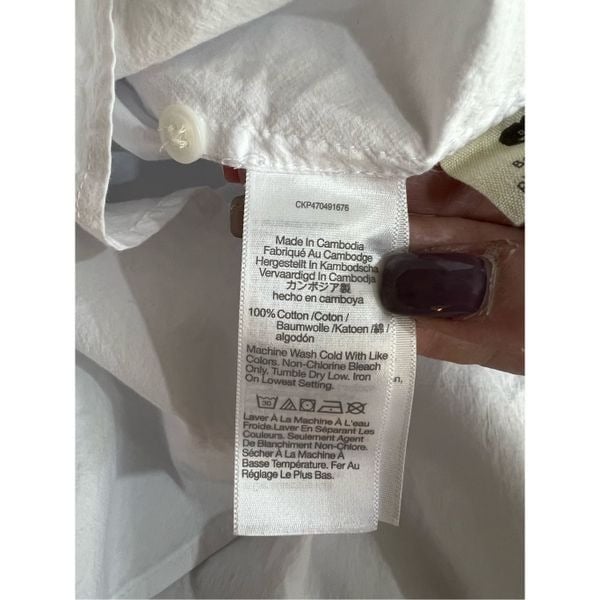 CKP470491676
Made In Cambodia
Fabriqué Au Cambodge
Hergestellt In Kambodscha
Vervaardigd In Cambodja
カンボジア製
hecho en camboya
100% Cotton /Coton/
Baumwolle /Katoen /綿/
algodón
Machine Wash Cold With Like
Colors. Non-Chlorine Bleach
Only, Tumble Dry Low. Iron
On Lowest Setting.
30
Laver À La Machine À L'eau
Froide.Laver En Séparant Les
Couleurs. Seulement Agent
De Blanchiment Non-Chlore.
Sécher À La Machine À
Basse Température. Fer Au
Réglage Le Plus Bas.